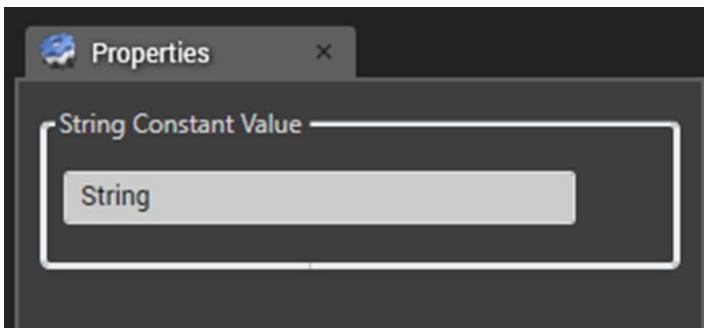 Properties ×
String Constant Value
String